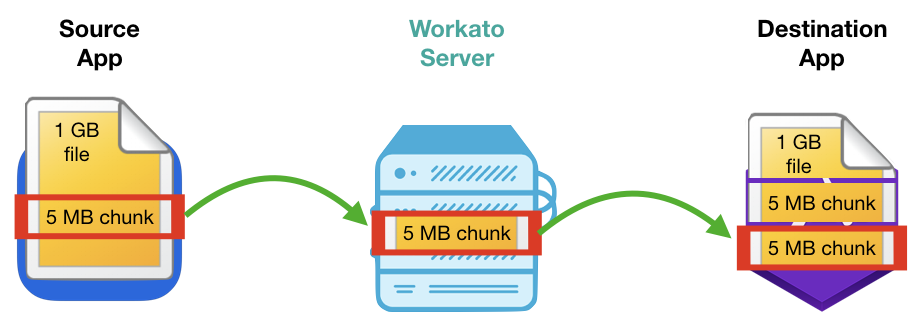 Source
App
Workato
Server
Destination
App
1 GB
file
5 MB chunk
5 MB chunk
1 GB
file
5 MB chunk
5 MB chunk